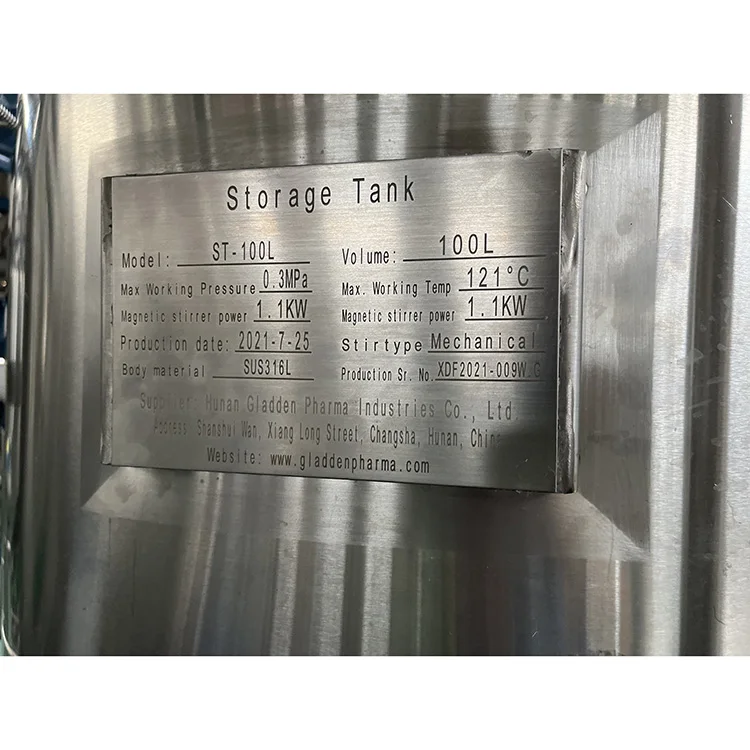 Storage Tank
Model: ST-100L Volume: 100L
Max Working Pressure 0.3MPa Max. Working Temp 121°C
Magnetic stirrer power 1.1KW Magnetic stirrer power 1.1KW
Production date: 2021-7-25 Stirtype Mechanical
Body material SUS316L Production Sr. No. XDF2021-009W.C
Supplier: Hunan Gladden Pharma Industries Co., Ltd
Address: Shanshui Wan, Xiang Long Street, Changsha, Hunan, China
Website: www.gladdenpharma.com